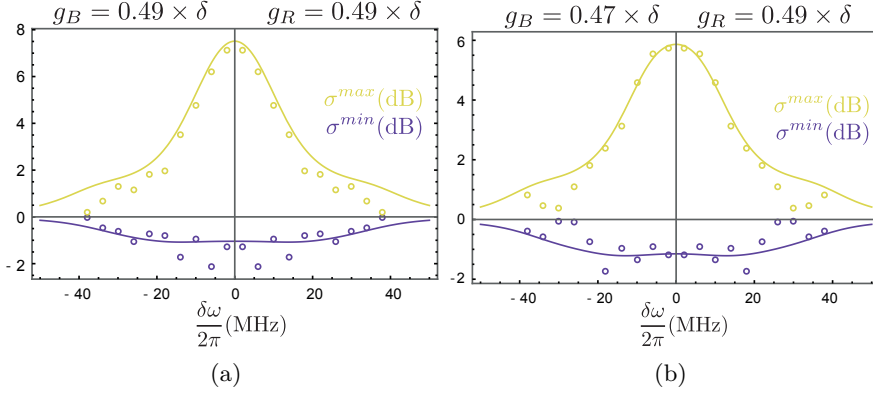 g_B = 0.49 × δ g_R = 0.49 × δ
8
6
4
2
0
- 2
σ^{max}(dB)
σ^{min}(dB)
- 40 - 20 0 20 40
δω/2π (MHz)
(a)
g_B = 0.47 × δ g_R = 0.49 × δ
6
4
2
0
-2
σ^{max}(dB)
σ^{min}(dB)
- 40 - 20 0 20 40
δω/2π (MHz)
(b)